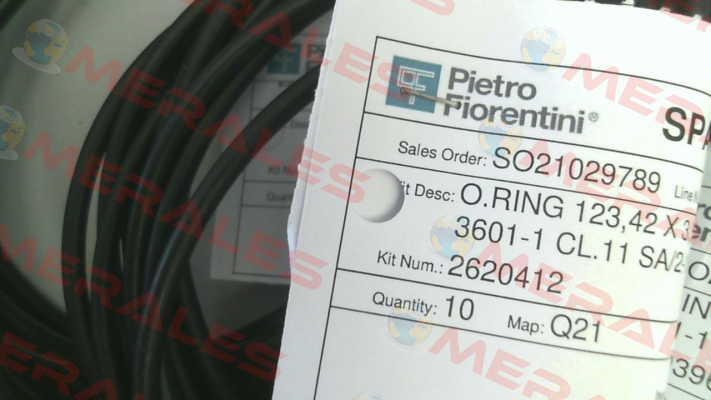 Pietro
Fiorentini®
Sales Order: SO21029789
Desc: O.RING 123,42 X
3601-1 CL.11 SA/2
Kit Num.: 2620412
Quantity: 10 Map: Q21
MERALES